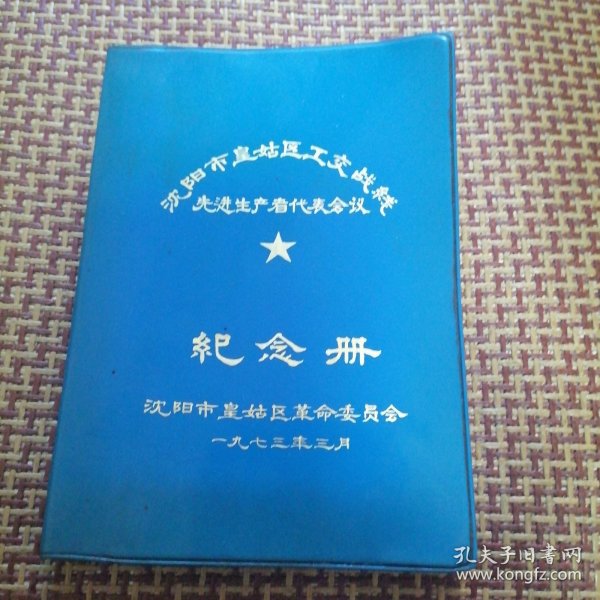 沈阳市皇姑区工交战线
先进生产者代表会议
纪念册
沈阳市皇姑区革命委员会
一九七三年三月
孔夫子旧書网
www.kongfz.com